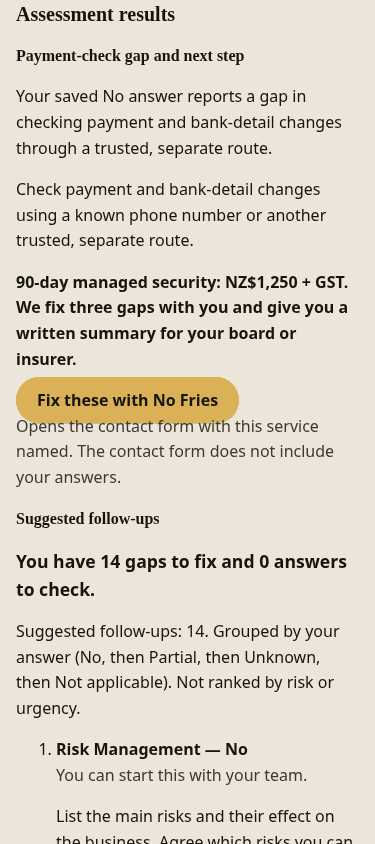 Assessment results
Payment-check gap and next step
Your saved No answer reports a gap in
checking payment and bank-detail changes
through a trusted, separate route.
Check payment and bank-detail changes
using a known phone number or another
trusted, separate route.
90-day managed security: NZ$1,250 + GST.
We fix three gaps with you and give you a
written summary for your board or
insurer.
Fix these with No Fries
Opens the contact form with this service
named. The contact form does not include
your answers.
Suggested follow-ups
You have 14 gaps to fix and 0 answers
to check.
Suggested follow-ups: 14. Grouped by your
answer (No, then Partial, then Unknown,
then Not applicable). Not ranked by risk or
urgency.
1. Risk Management — No
You can start this with your team.
List the main risks and their effect on
the business. Agree which risks you can